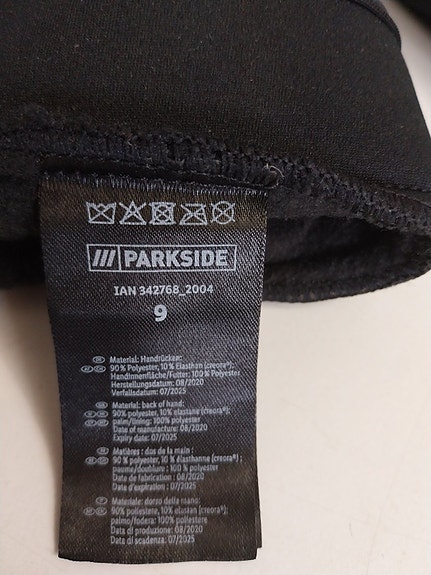 PARKSIDE
IAN 342768_2004
9
Material: Handrücken:
90% Polyester, 10% Elasthan (creora®);
Handinnenfläche/Futter: 100% Polyester
Herstellungsdatum: 08/2020
Verfallsdatum: 07/2025
Material: back of hand:
90% polyester, 10% elastane (creora®);
palm/lining: 100% polyester
Date of manufacture: 08/2020
Expiry date: 07/2025
Matières : dos de la main :
90 % polyester, 10 % élasthanne (creora®) ;
paume/doublure : 100 % polyester
Date de fabrication : 08/2020
Date d'expiration : 07/2025
Materiale: dorso della mano:
90% poliestere, 10% elastan (creora®);
palmo/fodera: 100% poliestere
Data di produzione: 08/2020
Data di scadenza: 07/2025